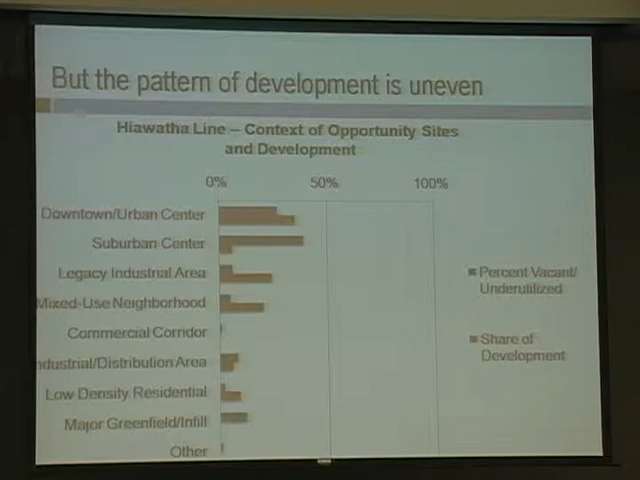 But the pattern of development is uneven
Hiawatha Line – Context of Opportunity Sites
and Development
0% 50% 100%
Downtown/Urban Center
Suburban Center
Legacy Industrial Area
Mixed-Use Neighborhood
Commercial Corridor
ndustrial/Distribution Area
Low Density Residential
Major Greenfield/Infill
Other
Percent Vacant/
Underutilized
Share of
Development